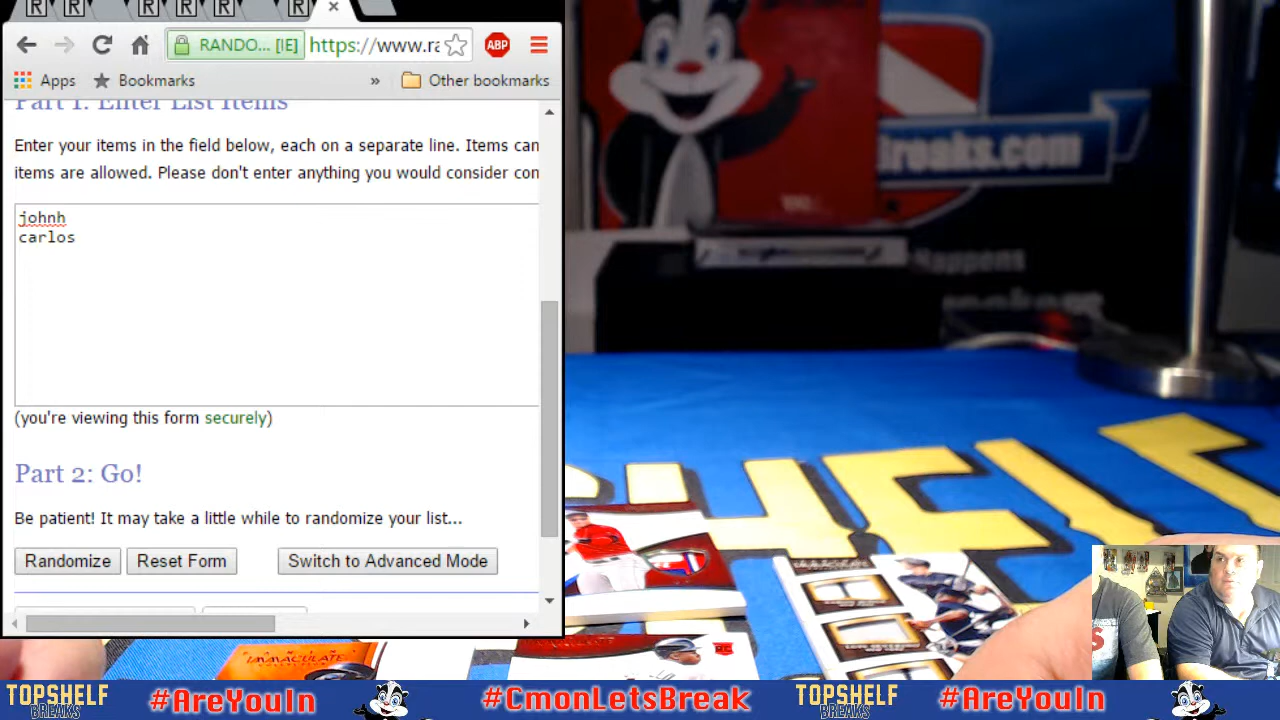 RANDO... [IE] https://www.ra
ABP
Apps Bookmarks » Other bookmarks
Part 1: Enter List Items
Enter your items in the field below, each on a separate line. Items can
items are allowed. Please don't enter anything you would consider con
johnh
carlos
(you're viewing this form securely)
Part 2: Go!
Be patient! It may take a little while to randomize your list...
Randomize Reset Form Switch to Advanced Mode
Breaks.com
Happens
IMMACULATE
RC
TOPSHELF BREAKS #AreYouIn #CmonLetsBreak TOPSHELF BREAKS #AreYouIn